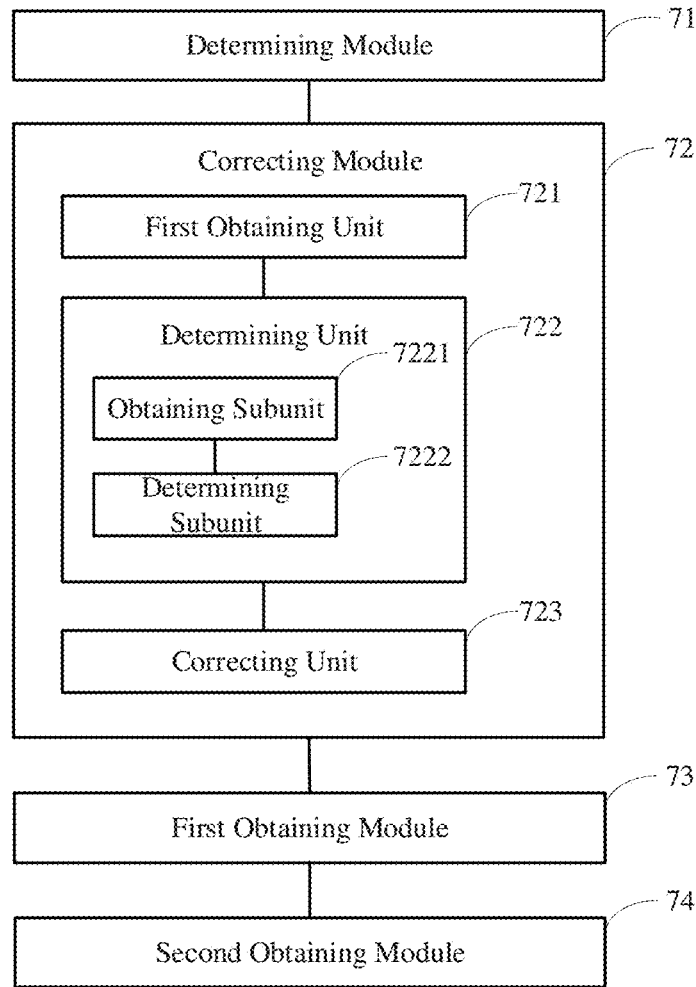 Determining Module
71
Correcting Module
72
First Obtaining Unit
721
Determining Unit
722
Obtaining Subunit
7221
Determining
Subunit
7222
Correcting Unit
723
First Obtaining Module
73
Second Obtaining Module
74